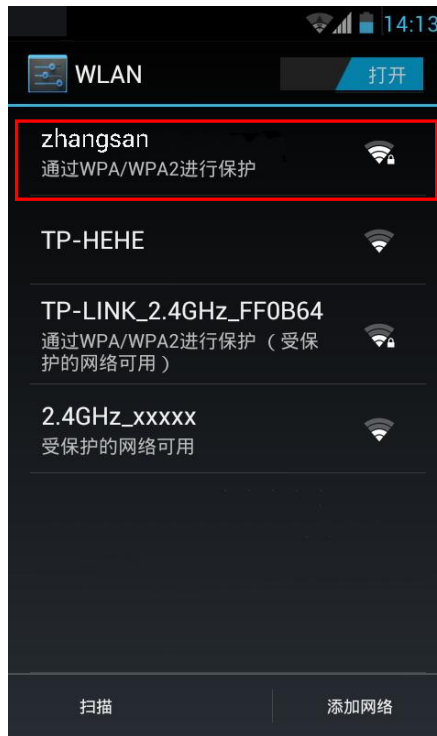 14:13
WLAN 打开
zhangsan
通过WPA/WPA2进行保护
TP-HEHE
TP-LINK_2.4GHz_FF0B64
通过WPA/WPA2进行保护（受保
护的网络可用）
2.4GHz_xxxxx
受保护的网络可用
扫描 添加网络